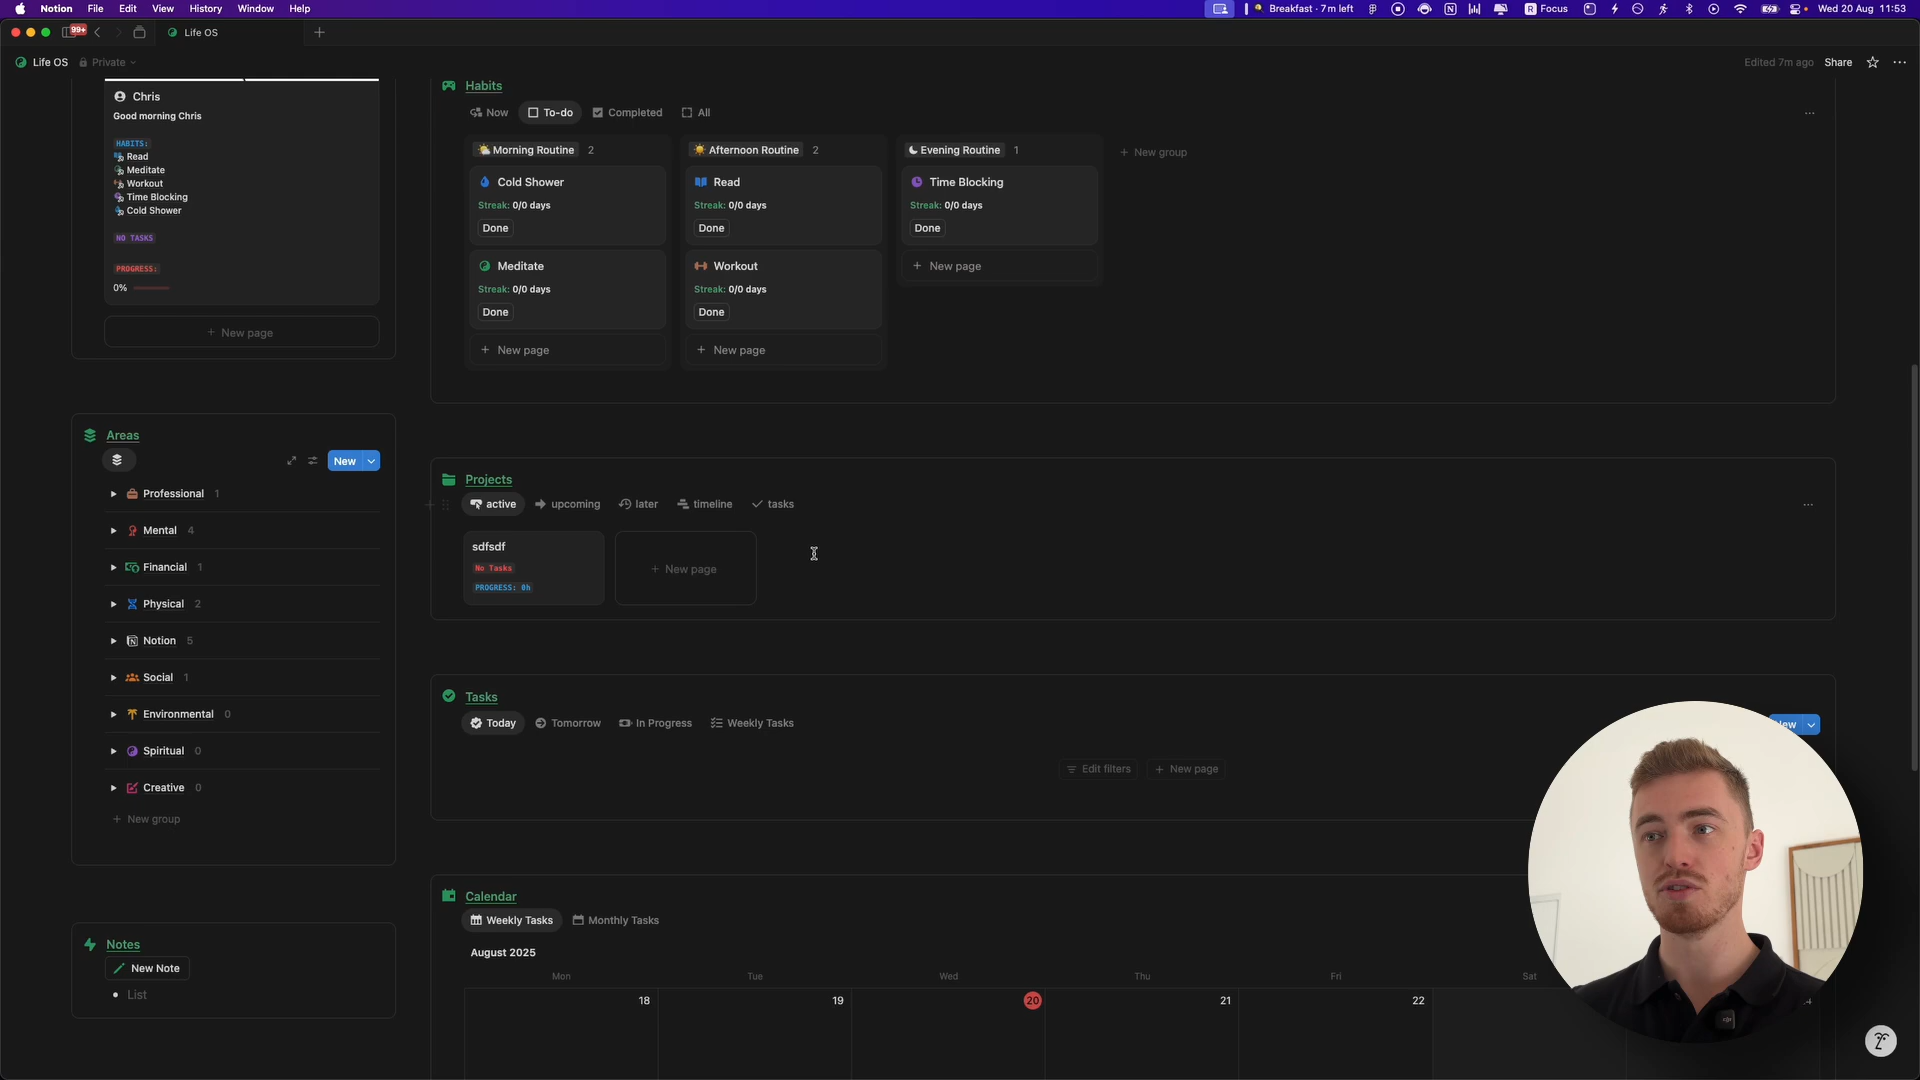 Notion File Edit View History Window Help
Breakfast · 7m left
R Focus
Wed 20 Aug 11:53
99+
Life OS
Life OS Private
Edited 7m ago Share
Chris
Good morning Chris
HABITS:
Read
Meditate
Workout
Time Blocking
Cold Shower
NO TASKS
PROGRESS:
0%
+ New page
Areas
New
Professional 1
Mental 4
Financial 1
Physical 2
Notion 5
Social 1
Environmental 0
Spiritual 0
Creative 0
+ New group
Notes
New Note
List
Habits
Now To-do Completed All
Morning Routine 2
Cold Shower
Streak: 0/0 days
Done
Meditate
Streak: 0/0 days
Done
+ New page
Afternoon Routine 2
Read
Streak: 0/0 days
Done
Workout
Streak: 0/0 days
Done
+ New page
Evening Routine 1
Time Blocking
Streak: 0/0 days
Done
+ New page
+ New group
Projects
active upcoming later timeline tasks
sdfsdf
No Tasks
PROGRESS: 0h
+ New page
Tasks
Today Tomorrow In Progress Weekly Tasks
Edit filters + New page
Calendar
Weekly Tasks Monthly Tasks
August 2025
Mon Tue Wed Thu Fri Sat
18 19 20 21 22